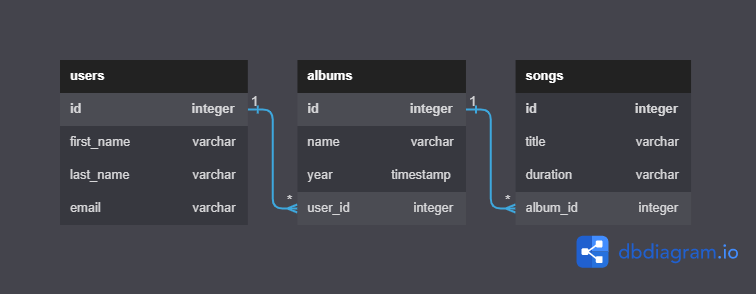 users
id integer
first_name varchar
last_name varchar
email varchar
1
*
albums
id integer
name varchar
year timestamp
user_id integer
1
*
songs
id integer
title varchar
duration varchar
album_id integer
dbdiagram.io